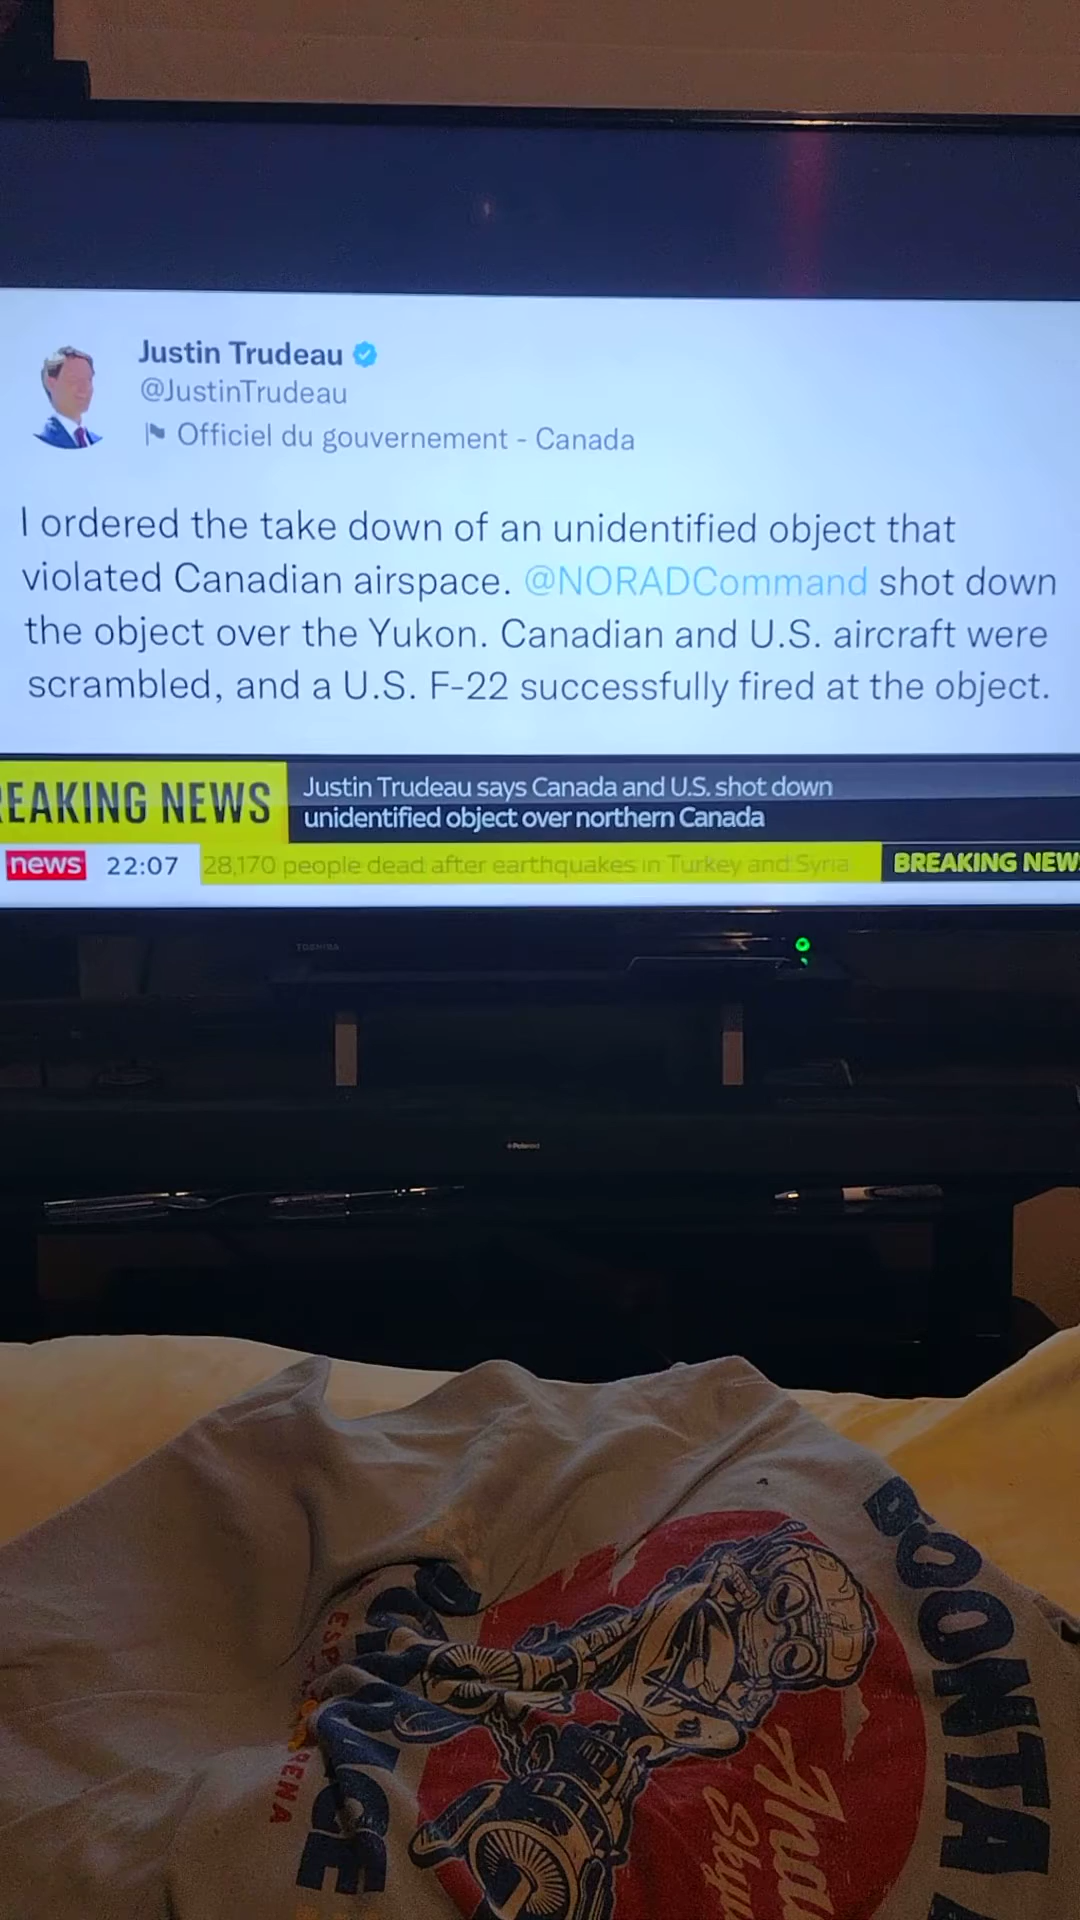 Justin Trudeau
@JustinTrudeau
Officiel du gouvernement - Canada
I ordered the take down of an unidentified object that
violated Canadian airspace. @NORADCommand shot down
the object over the Yukon. Canadian and U.S. aircraft were
scrambled, and a U.S. F-22 successfully fired at the object.
EAKING NEWS
Justin Trudeau says Canada and U.S. shot down
unidentified object over northern Canada
news 22:07 28,170 people dead after earthquakes in Turkey and Syria BREAKING NEW
TOSHIBA
Polaroid
BOONTA